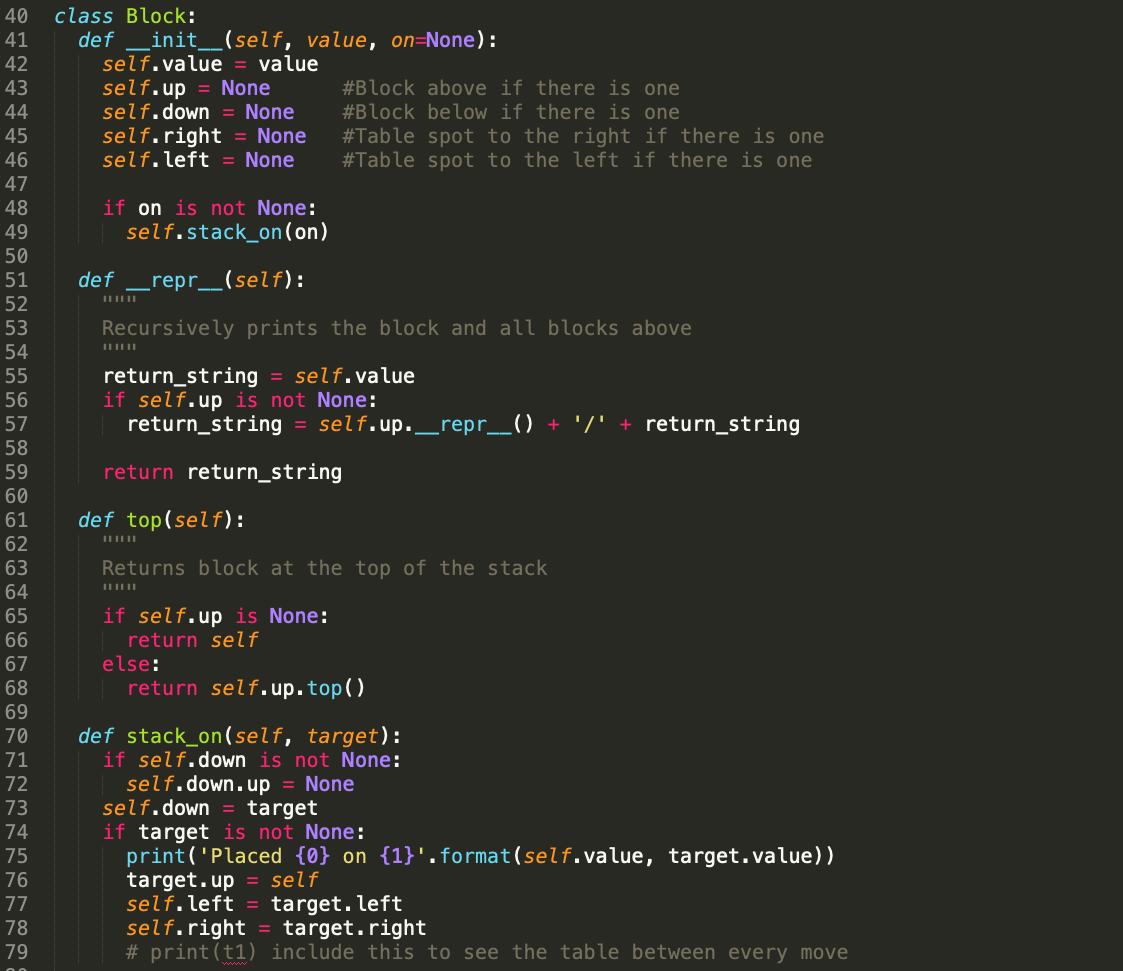 40 class Block:
41   def __init__(self, value, on=None):
42     self.value = value
43     self.up = None      #Block above if there is one
44     self.down = None    #Block below if there is one
45     self.right = None   #Table spot to the right if there is one
46     self.left = None    #Table spot to the left if there is one
47
48     if on is not None:
49       self.stack_on(on)
50
51   def __repr__(self):
52     """
53     Recursively prints the block and all blocks above
54     """
55     return_string = self.value
56     if self.up is not None:
57       return_string = self.up.__repr__() + '/' + return_string
58
59     return return_string
60
61   def top(self):
62     """
63     Returns block at the top of the stack
64     """
65     if self.up is None:
66       return self
67     else:
68       return self.up.top()
69
70   def stack_on(self, target):
71     if self.down is not None:
72       self.down.up = None
73     self.down = target
74     if target is not None:
75       print('Placed {0} on {1}'.format(self.value, target.value))
76       target.up = self
77       self.left = target.left
78       self.right = target.right
79       # print(t1) include this to see the table between every move